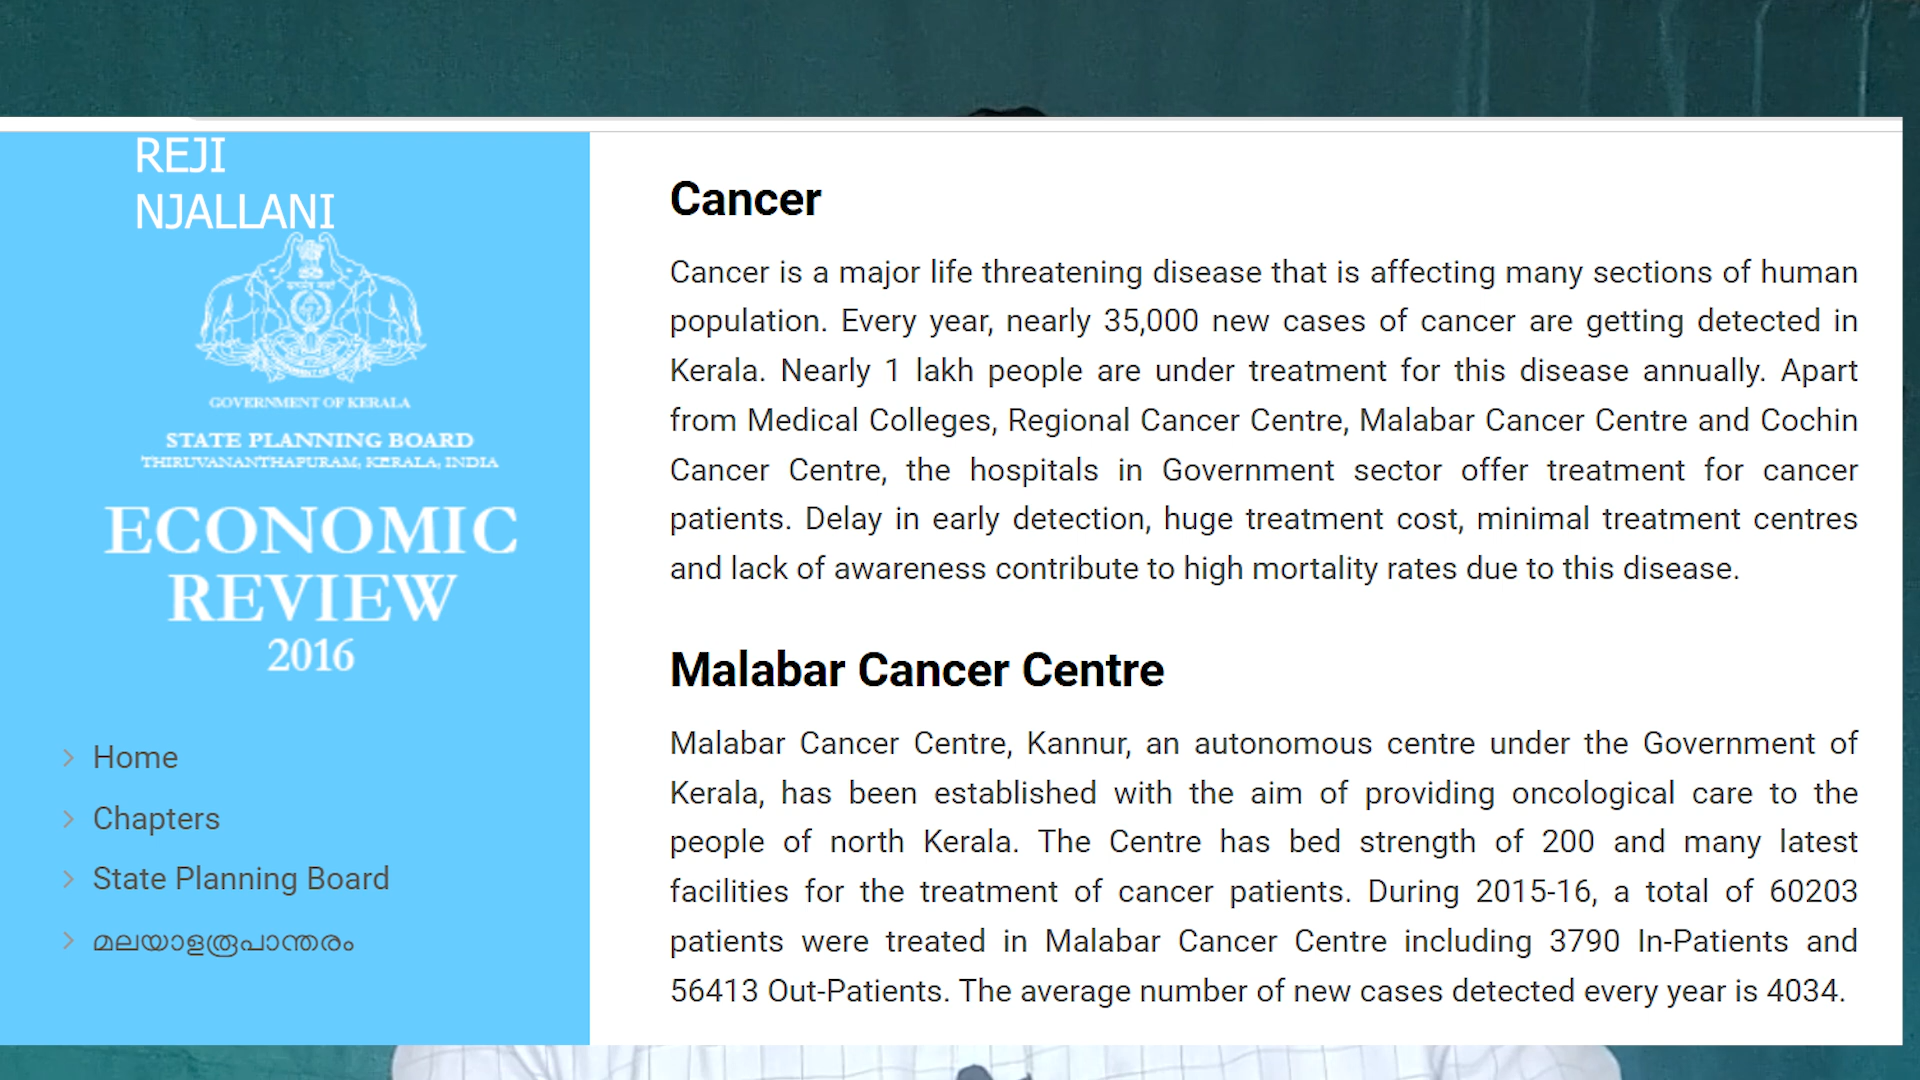 REJI
NJALLANI
GOVERNMENT OF KERALA
STATE PLANNING BOARD
THIRUVANANTHAPURAM, KERALA, INDIA
ECONOMIC
REVIEW
2016
Home
Chapters
State Planning Board
മലയാളരൂപാന്തരം
Cancer
Cancer is a major life threatening disease that is affecting many sections of human
population. Every year, nearly 35,000 new cases of cancer are getting detected in
Kerala. Nearly 1 lakh people are under treatment for this disease annually. Apart
from Medical Colleges, Regional Cancer Centre, Malabar Cancer Centre and Cochin
Cancer Centre, the hospitals in Government sector offer treatment for cancer
patients. Delay in early detection, huge treatment cost, minimal treatment centres
and lack of awareness contribute to high mortality rates due to this disease.
Malabar Cancer Centre
Malabar Cancer Centre, Kannur, an autonomous centre under the Government of
Kerala, has been established with the aim of providing oncological care to the
people of north Kerala. The Centre has bed strength of 200 and many latest
facilities for the treatment of cancer patients. During 2015-16, a total of 60203
patients were treated in Malabar Cancer Centre including 3790 In-Patients and
56413 Out-Patients. The average number of new cases detected every year is 4034.